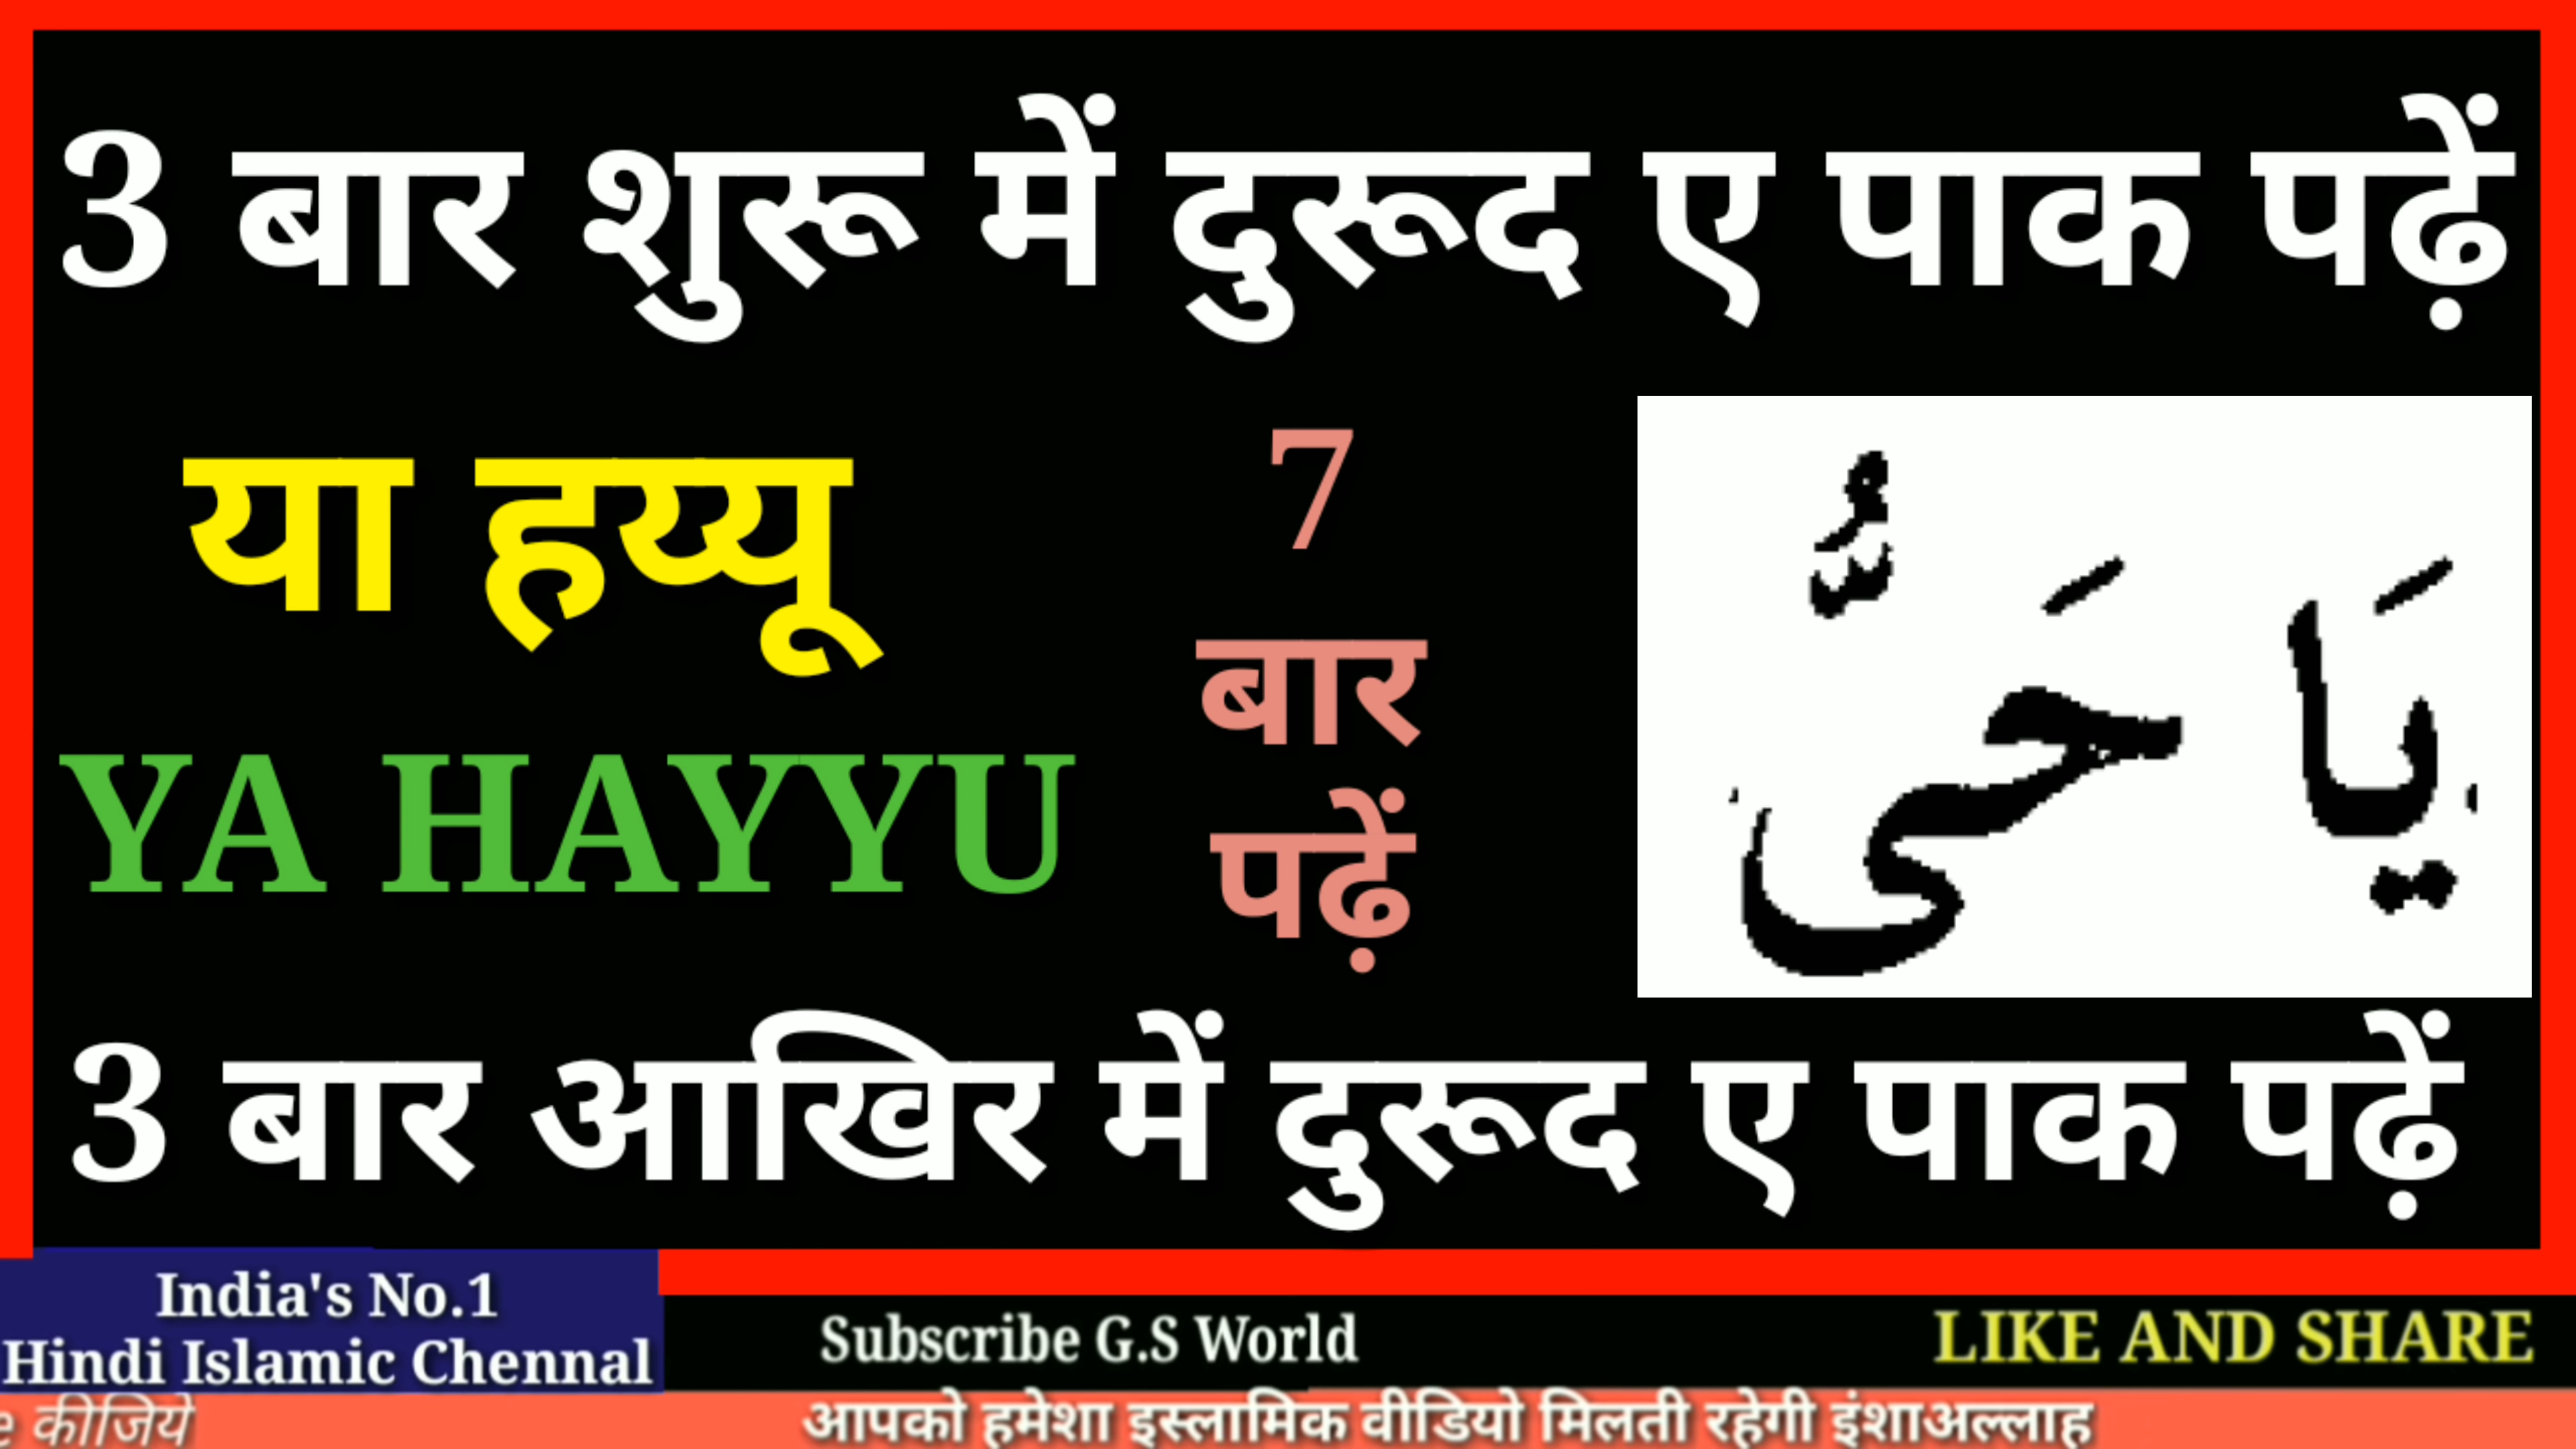 3 बार शुरू में दुरूद ए पाक पढ़ें
या हय्यू
YA HAYYU
7
बार
पढ़ें
يَا حَىُّ
3 बार आखिर में दुरूद ए पाक पढ़ें
India's No.1
Hindi Islamic Chennal
Subscribe G.S World
LIKE AND SHARE
e कीजिये
आपको हमेशा इस्लामिक वीडियो मिलती रहेगी इंशाअल्लाह